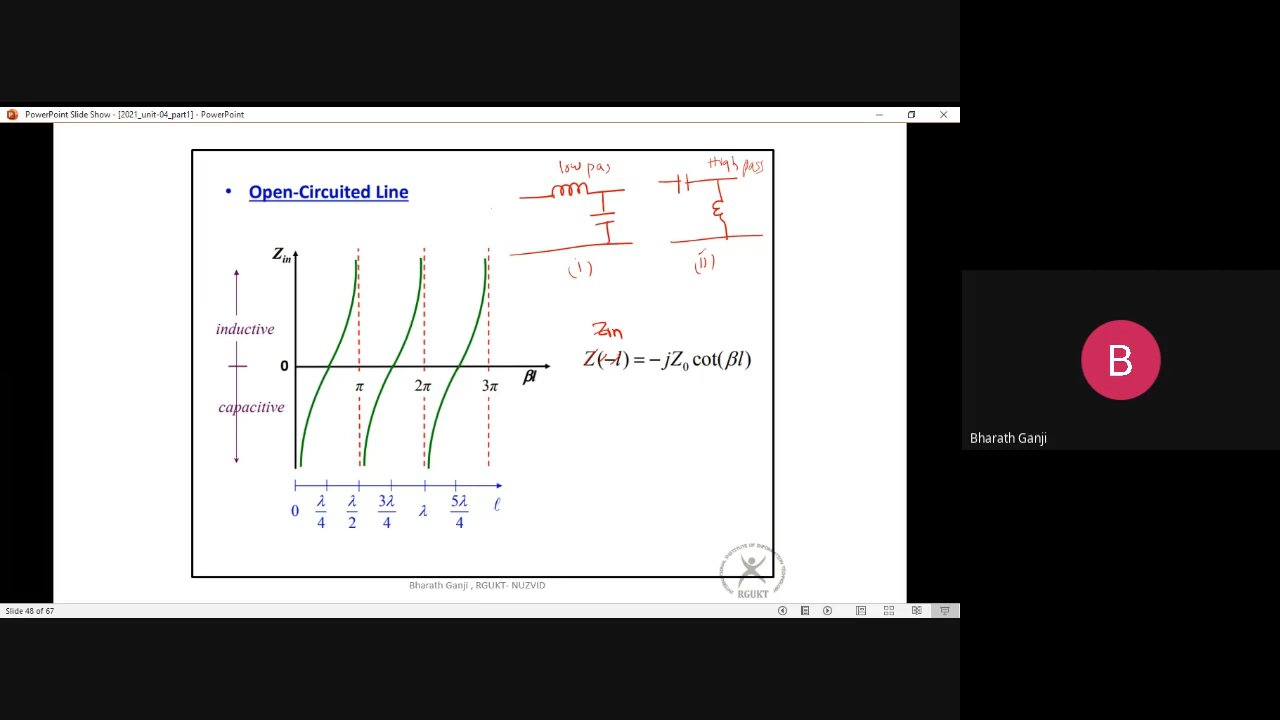 PowerPoint Slide Show - [2021_unit-04_part1] - PowerPoint
• Open-Circuited Line
low pas
High pass
(i)
(ii)
Z_in
inductive
0
capacitive
π 2π 3π βl
0 λ/4 λ/2 3λ/4 λ 5λ/4 ℓ
Zin
Z(-l) = -jZ₀ cot(βl)
RGUKT
Bharath Ganji , RGUKT- NUZVID
Slide 48 of 67
B
Bharath Ganji